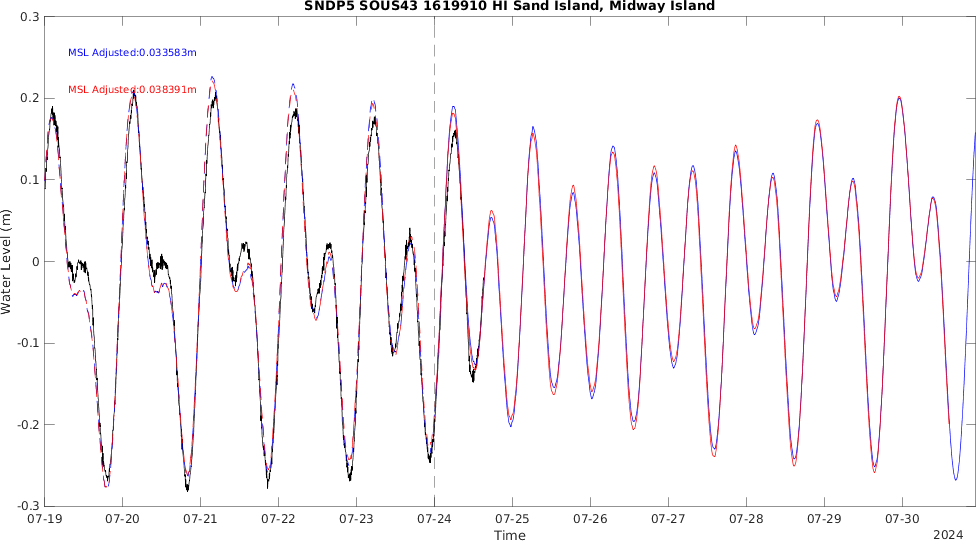 SNDP5 SOUS43 1619910 HI Sand Island, Midway Island
0.3
MSL Adjusted:0.033583m
MSL Adjusted:0.038391m
0.2
0.1
0
-0.1
-0.2
-0.3
Water Level (m)
07-19 07-20 07-21 07-22 07-23 07-24 07-25 07-26 07-27 07-28 07-29 07-30
Time
2024